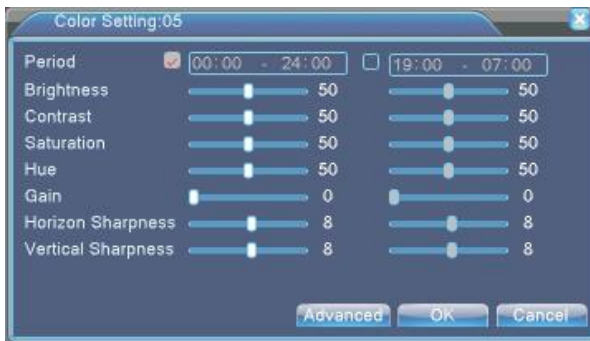 Color Setting:05
Period 00:00 - 24:00 19:00 - 07:00
Brightness 50 50
Contrast 50 50
Saturation 50 50
Hue 50 50
Gain 0 0
Horizon Sharpness 8 8
Vertical Sharpness 8 8
Advanced OK Cancel